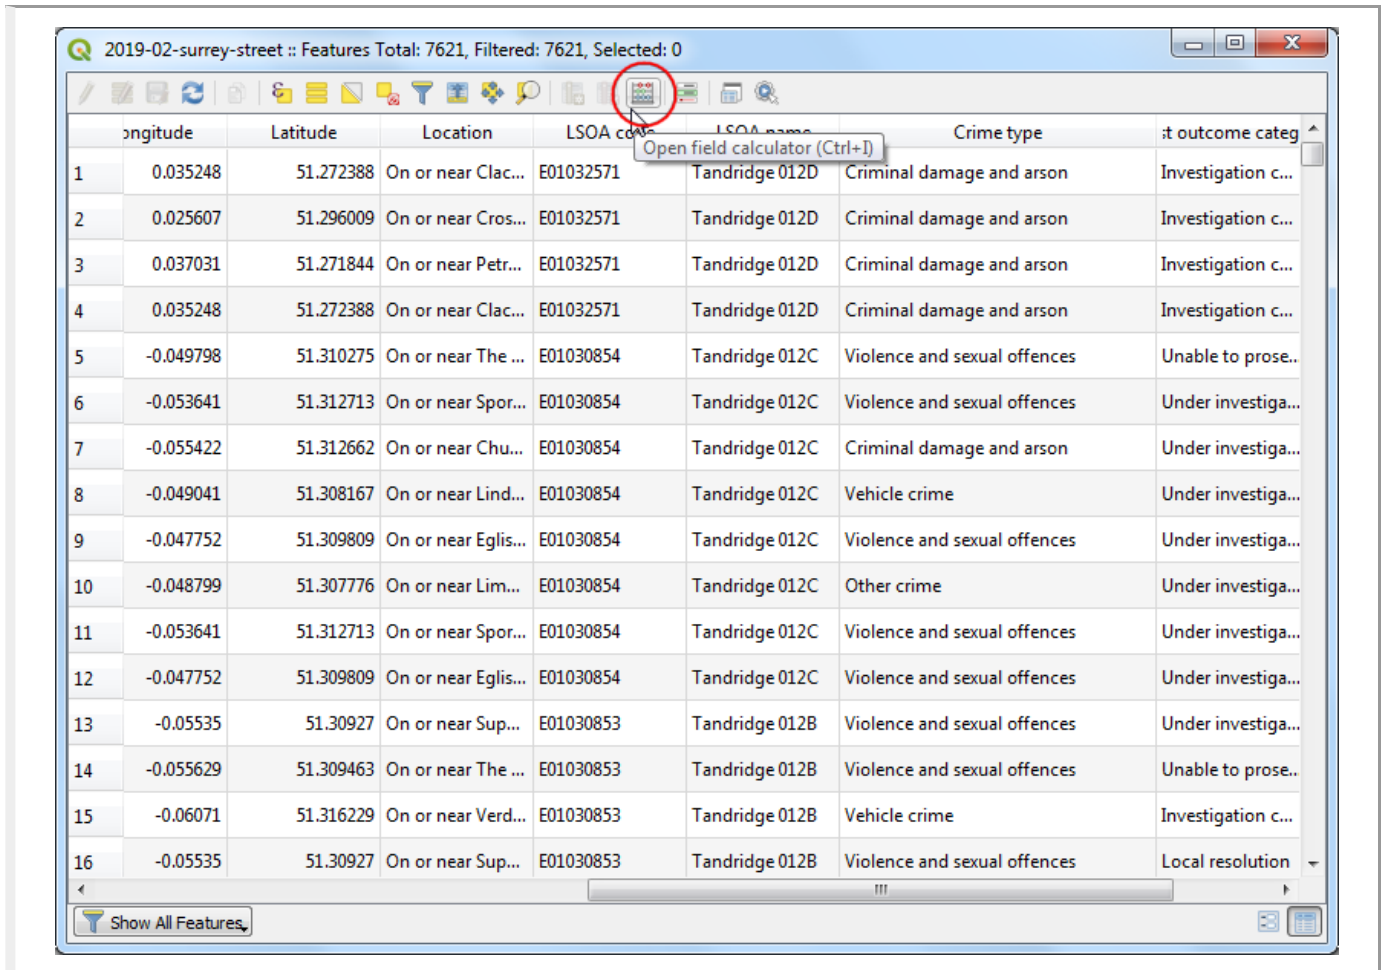 2019-02-surrey-street :: Features Total: 7621, Filtered: 7621, Selected: 0
ongitude Latitude Location LSOA code LSOA name Crime type st outcome categ
Open field calculator (Ctrl+I)
1 0.035248 51.272388 On or near Clac... E01032571 Tandridge 012D Criminal damage and arson Investigation c...
2 0.025607 51.296009 On or near Cros... E01032571 Tandridge 012D Criminal damage and arson Investigation c...
3 0.037031 51.271844 On or near Petr... E01032571 Tandridge 012D Criminal damage and arson Investigation c...
4 0.035248 51.272388 On or near Clac... E01032571 Tandridge 012D Criminal damage and arson Investigation c...
5 -0.049798 51.310275 On or near The ... E01030854 Tandridge 012C Violence and sexual offences Unable to prose...
6 -0.053641 51.312713 On or near Spor... E01030854 Tandridge 012C Violence and sexual offences Under investiga...
7 -0.055422 51.312662 On or near Chu... E01030854 Tandridge 012C Criminal damage and arson Under investiga...
8 -0.049041 51.308167 On or near Lind... E01030854 Tandridge 012C Vehicle crime Under investiga...
9 -0.047752 51.309809 On or near Eglis... E01030854 Tandridge 012C Violence and sexual offences Under investiga...
10 -0.048799 51.307776 On or near Lim... E01030854 Tandridge 012C Other crime Under investiga...
11 -0.053641 51.312713 On or near Spor... E01030854 Tandridge 012C Violence and sexual offences Under investiga...
12 -0.047752 51.309809 On or near Eglis... E01030854 Tandridge 012C Violence and sexual offences Under investiga...
13 -0.05535 51.30927 On or near Sup... E01030853 Tandridge 012B Violence and sexual offences Under investiga...
14 -0.055629 51.309463 On or near The ... E01030853 Tandridge 012B Violence and sexual offences Unable to prose...
15 -0.06071 51.316229 On or near Verd... E01030853 Tandridge 012B Vehicle crime Investigation c...
16 -0.05535 51.30927 On or near Sup... E01030853 Tandridge 012B Violence and sexual offences Local resolution
Show All Features